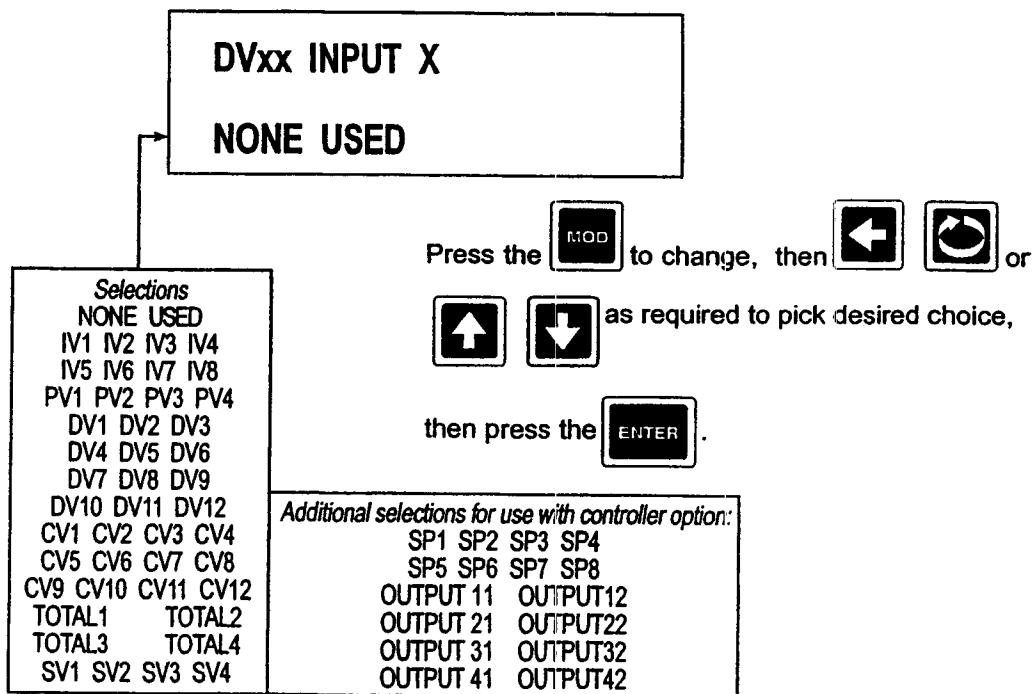 DVxx INPUT X
NONE USED
Press the MOD to change, then or
as required to pick desired choice,
then press the ENTER .
Selections
NONE USED
IV1 IV2 IV3 IV4
IV5 IV6 IV7 IV8
PV1 PV2 PV3 PV4
DV1 DV2 DV3
DV4 DV5 DV6
DV7 DV8 DV9
DV10 DV11 DV12
CV1 CV2 CV3 CV4
CV5 CV6 CV7 CV8
CV9 CV10 CV11 CV12
TOTAL1 TOTAL2
TOTAL3 TOTAL4
SV1 SV2 SV3 SV4
Additional selections for use with controller option:
SP1 SP2 SP3 SP4
SP5 SP6 SP7 SP8
OUTPUT 11 OUTPUT12
OUTPUT 21 OUTPUT22
OUTPUT 31 OUTPUT32
OUTPUT 41 OUTPUT42